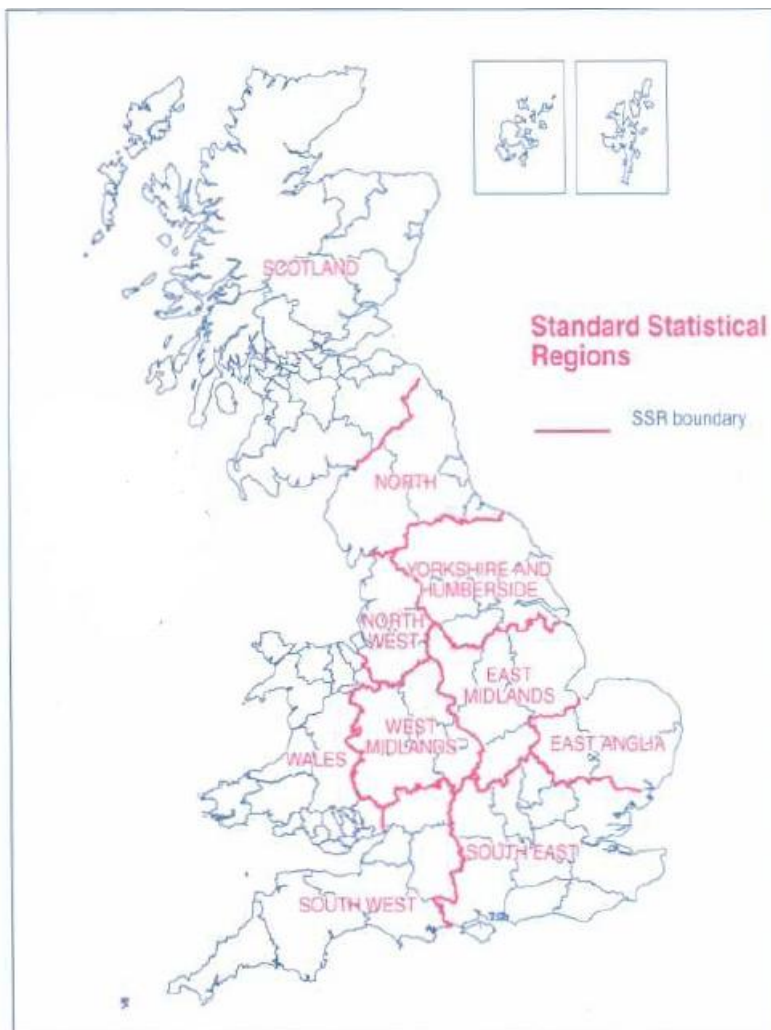 SCOTLAND
Standard Statistical
Regions
SSR boundary
NORTH
YORKSHIRE AND
HUMBERSIDE
NORTH
WEST
EAST
MIDLANDS
WEST
MIDLANDS
EAST ANGLIA
WALES
SOUTH EAST
SOUTH WEST